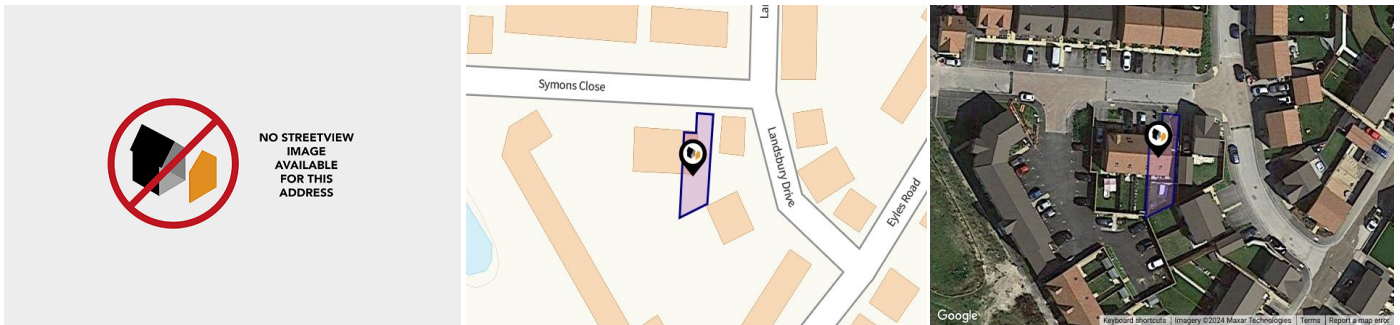 NO STREETVIEW
IMAGE
AVAILABLE
FOR THIS
ADDRESS
Symons Close
Landsbury Drive
Eyles Road
Google
Keyboard shortcuts
Imagery ©2024 Maxar Technologies
Terms
Report a map error